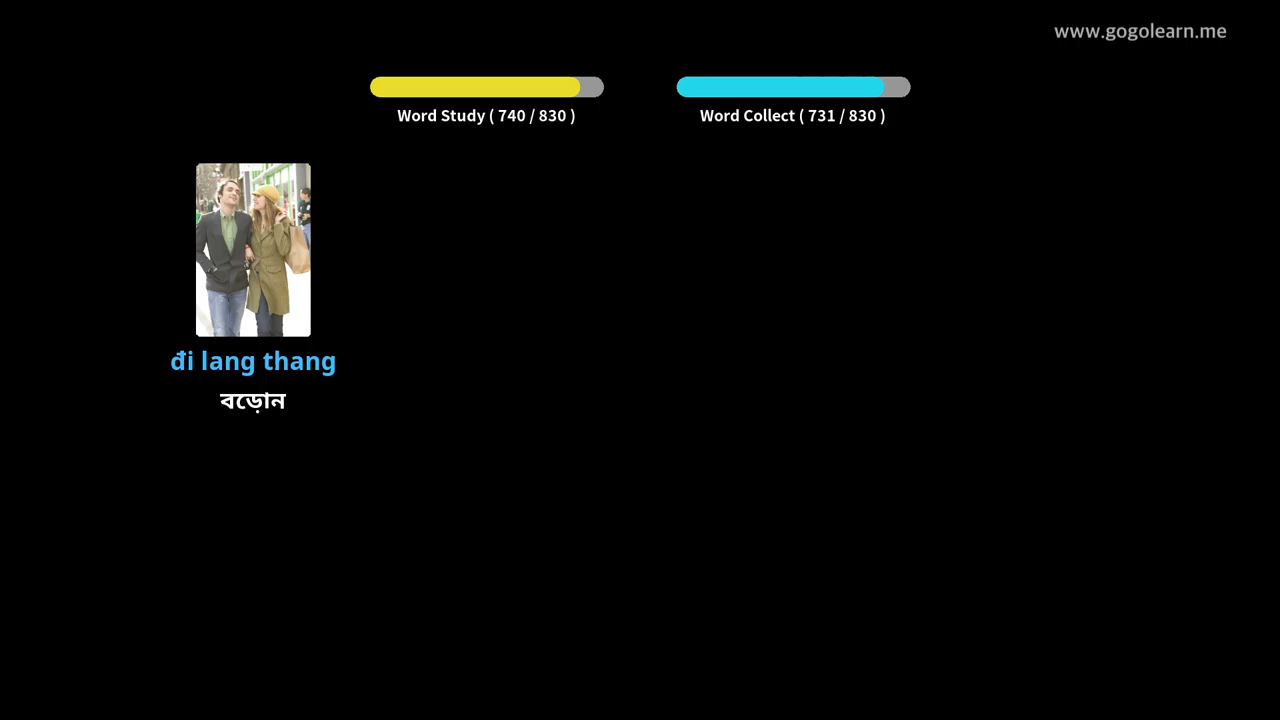 www.gogolearn.me
Word Study ( 740 / 830 )
Word Collect ( 731 / 830 )
đi lang thang
বড়োন